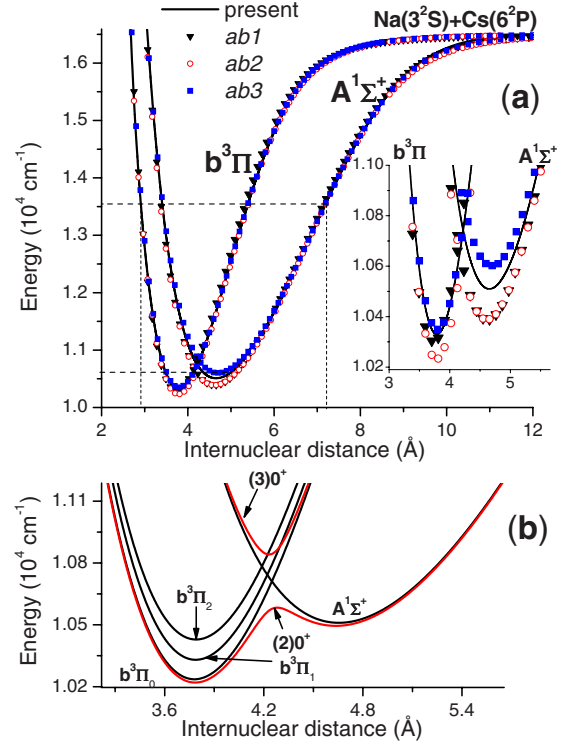 present
ab1
ab2
ab3
Na(3²S)+Cs(6²P)
(a)
A¹Σ⁺
b³Π
Energy (10⁴ cm⁻¹)
1.6
1.5
1.4
1.3
1.2
1.1
1.0
2 4 6 8 10 12
Internuclear distance (Å)
b³Π A¹Σ⁺
1.10
1.08
1.06
1.04
1.02
3 4 5
(b)
(3)0⁺
b³Π₂
A¹Σ⁺
(2)0⁺
b³Π₀
b³Π₁
Energy (10⁴ cm⁻¹)
1.11
1.08
1.05
1.02
3.6 4.2 4.8 5.4
Internuclear distance (Å)